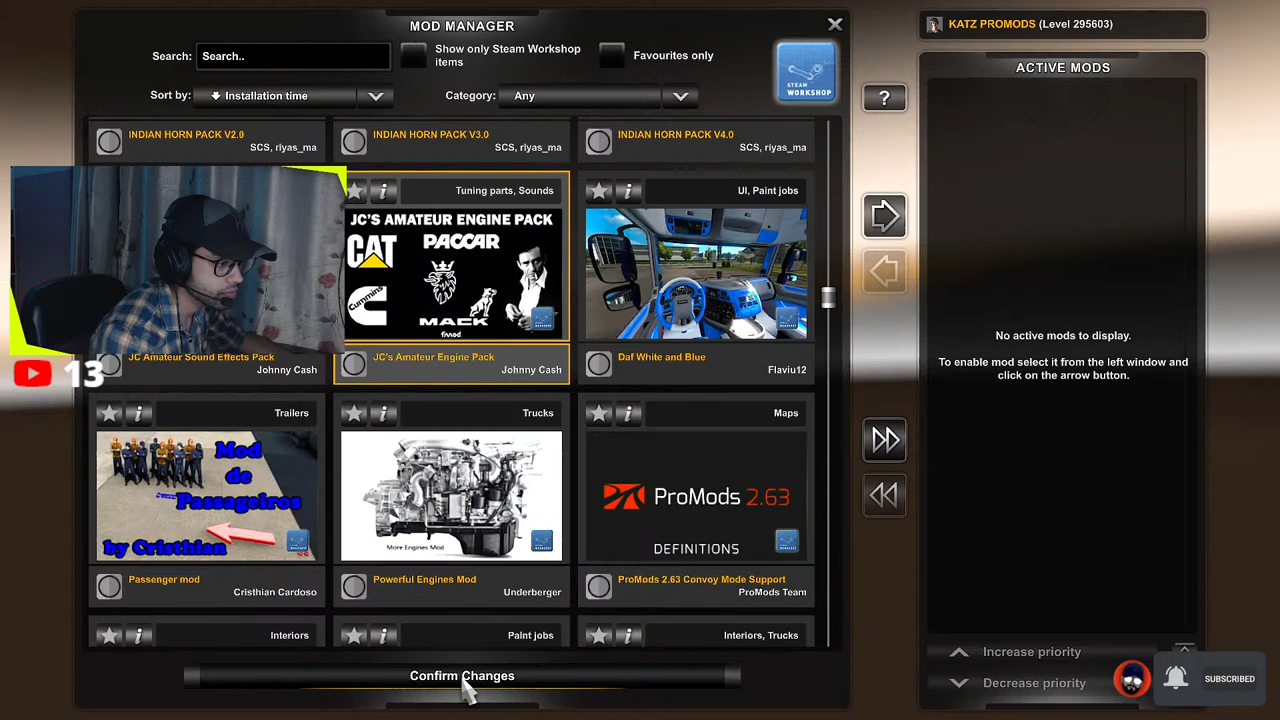 MOD MANAGER
Search:
Search..
Show only Steam Workshop
items
Favourites only
STEAM
WORKSHOP
Sort by:
Installation time
Category:
Any
INDIAN HORN PACK V2.0
SCS, rlyas_ma
INDIAN HORN PACK V3.0
SCS, rlyas_ma
INDIAN HORN PACK V4.0
SCS, rlyas_ma
Tuning parts, Sounds
JC'S AMATEUR ENGINE PACK
CAT
PACCAR
Cummins
MACK
UI, Paint jobs
JC Amateur Sound Effects Pack
Johnny Cash
JC's Amateur Engine Pack
Johnny Cash
Daf White and Blue
Flaviu12
13
Trailers
Mod
de
Passageiros
by Cristhian
Trucks
More Engines Mod
Maps
ProMods 2.63
DEFINITIONS
Passenger mod
Cristhian Cardoso
Powerful Engines Mod
Underberger
ProMods 2.63 Convoy Mode Support
ProMods Team
Interiors
Paint jobs
Interiors, Trucks
Confirm Changes
?
KATZ PROMODS (Level 295603)
ACTIVE MODS
No active mods to display.
To enable mod select it from the left window and
click on the arrow button.
Increase priority
Decrease priority
SUBSCRIBED